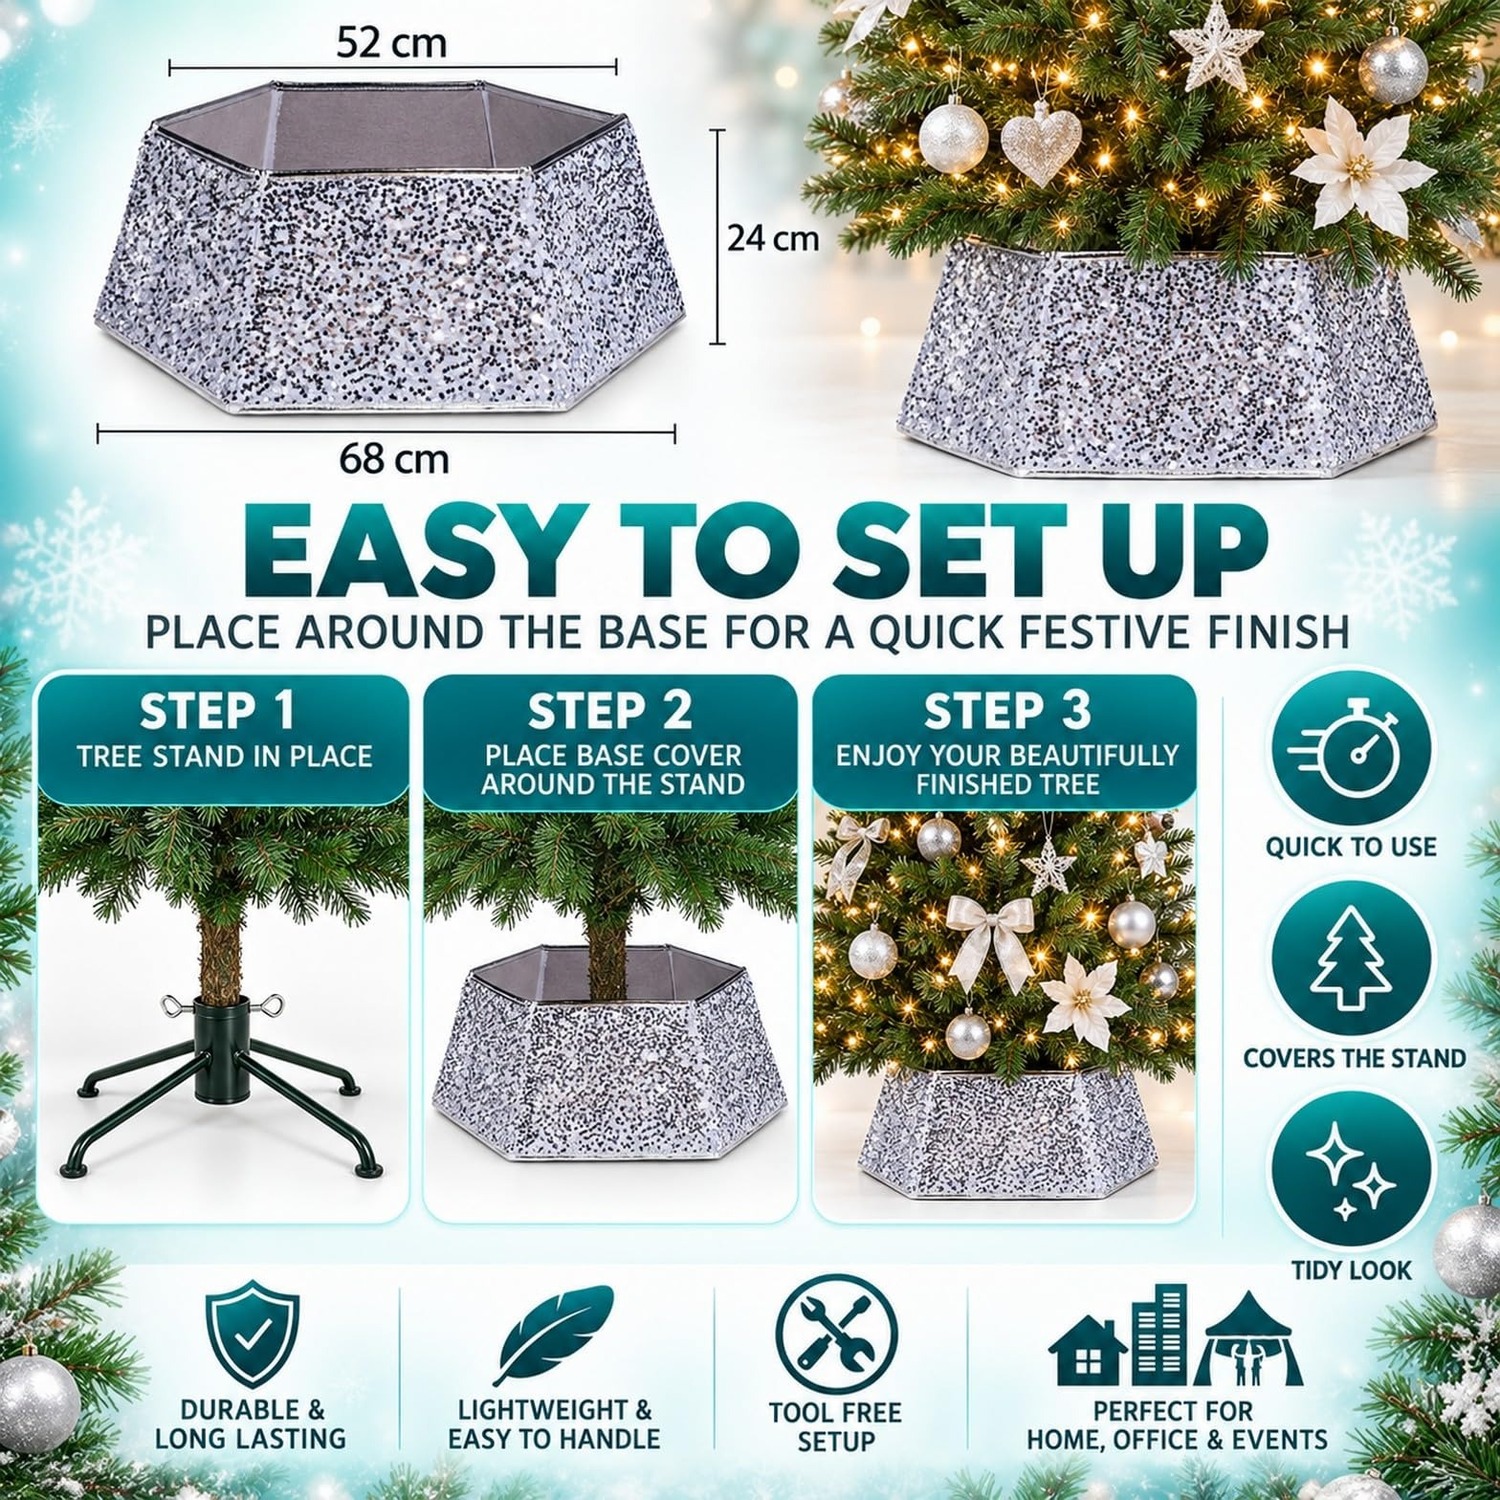 52 cm
24 cm
68 cm
EASY TO SET UP
PLACE AROUND THE BASE FOR A QUICK FESTIVE FINISH
STEP 1
TREE STAND IN PLACE
STEP 2
PLACE BASE COVER
AROUND THE STAND
STEP 3
ENJOY YOUR BEAUTIFULLY
FINISHED TREE
QUICK TO USE
COVERS THE STAND
TIDY LOOK
DURABLE &
LONG LASTING
LIGHTWEIGHT &
EASY TO HANDLE
TOOL FREE
SETUP
PERFECT FOR
HOME, OFFICE & EVENTS